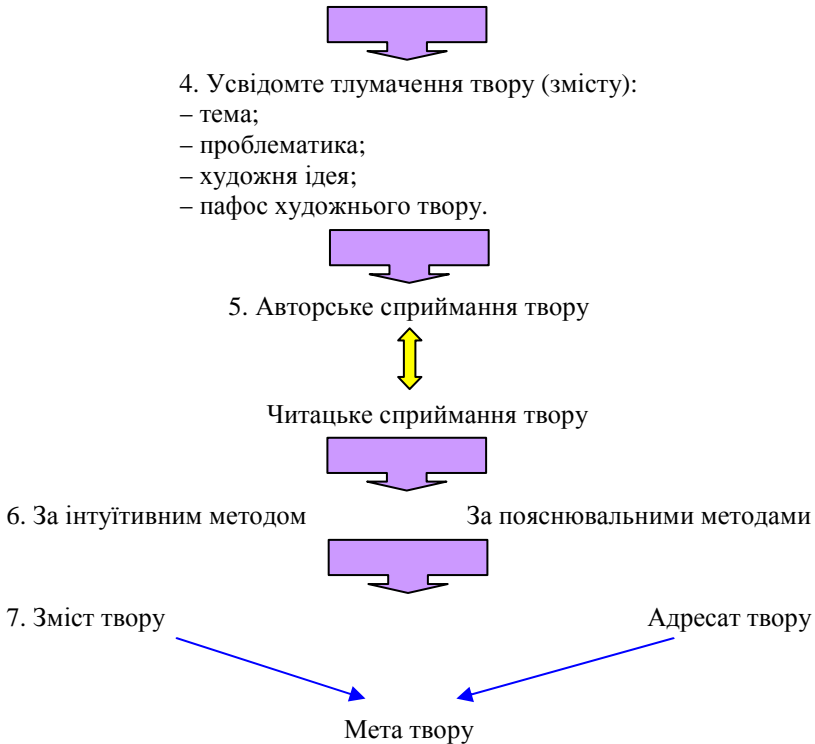 4. Усвідомте тлумачення твору (змісту):
– тема;
– проблематика;
– художня ідея;
– пафос художнього твору.
5. Авторське сприймання твору
Читацьке сприймання твору
6. За інтуїтивним методом За пояснювальними методами
7. Зміст твору Адресат твору
Мета твору